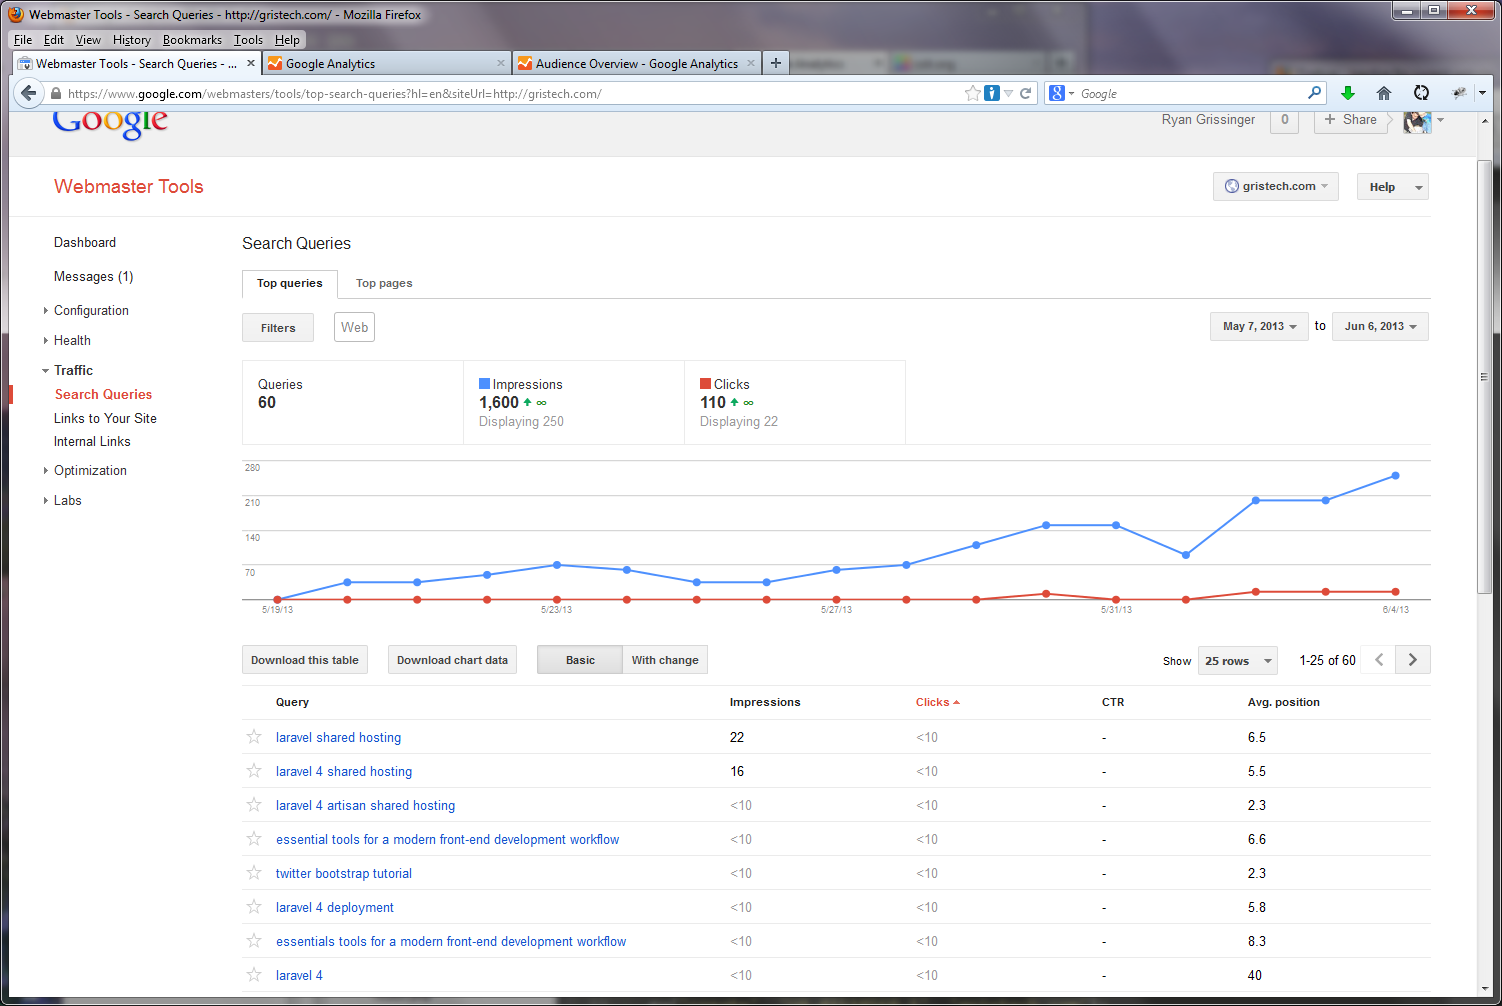 Webmaster Tools - Search Queries - http://gristech.com/ - Mozilla Firefox
File Edit View History Bookmarks Tools Help
Webmaster Tools - Search Queries - ... Google Analytics Audience Overview - Google Analytics
https://www.google.com/webmasters/tools/top-search-queries?hl=en&siteUrl=http://gristech.com/ Google
Google Ryan Grissinger 0 + Share
Webmaster Tools gristech.com Help
Dashboard
Messages (1)
Configuration
Health
Traffic
Search Queries
Links to Your Site
Internal Links
Optimization
Labs
Search Queries
Top queries Top pages
Filters Web May 7, 2013 to Jun 6, 2013
Queries Impressions Clicks
60 1,600 ∞ 110 ∞
Displaying 250 Displaying 22
280
210
140
70
5/19/13 5/23/13 5/27/13 5/31/13 6/4/13
Download this table Download chart data Basic With change Show 25 rows 1-25 of 60
Query Impressions Clicks CTR Avg. position
laravel shared hosting 22 <10 - 6.5
laravel 4 shared hosting 16 <10 - 5.5
laravel 4 artisan shared hosting <10 <10 - 2.3
essential tools for a modern front-end development workflow <10 <10 - 6.6
twitter bootstrap tutorial <10 <10 - 2.3
laravel 4 deployment <10 <10 - 5.8
essentials tools for a modern front-end development workflow <10 <10 - 8.3
laravel 4 <10 <10 - 40